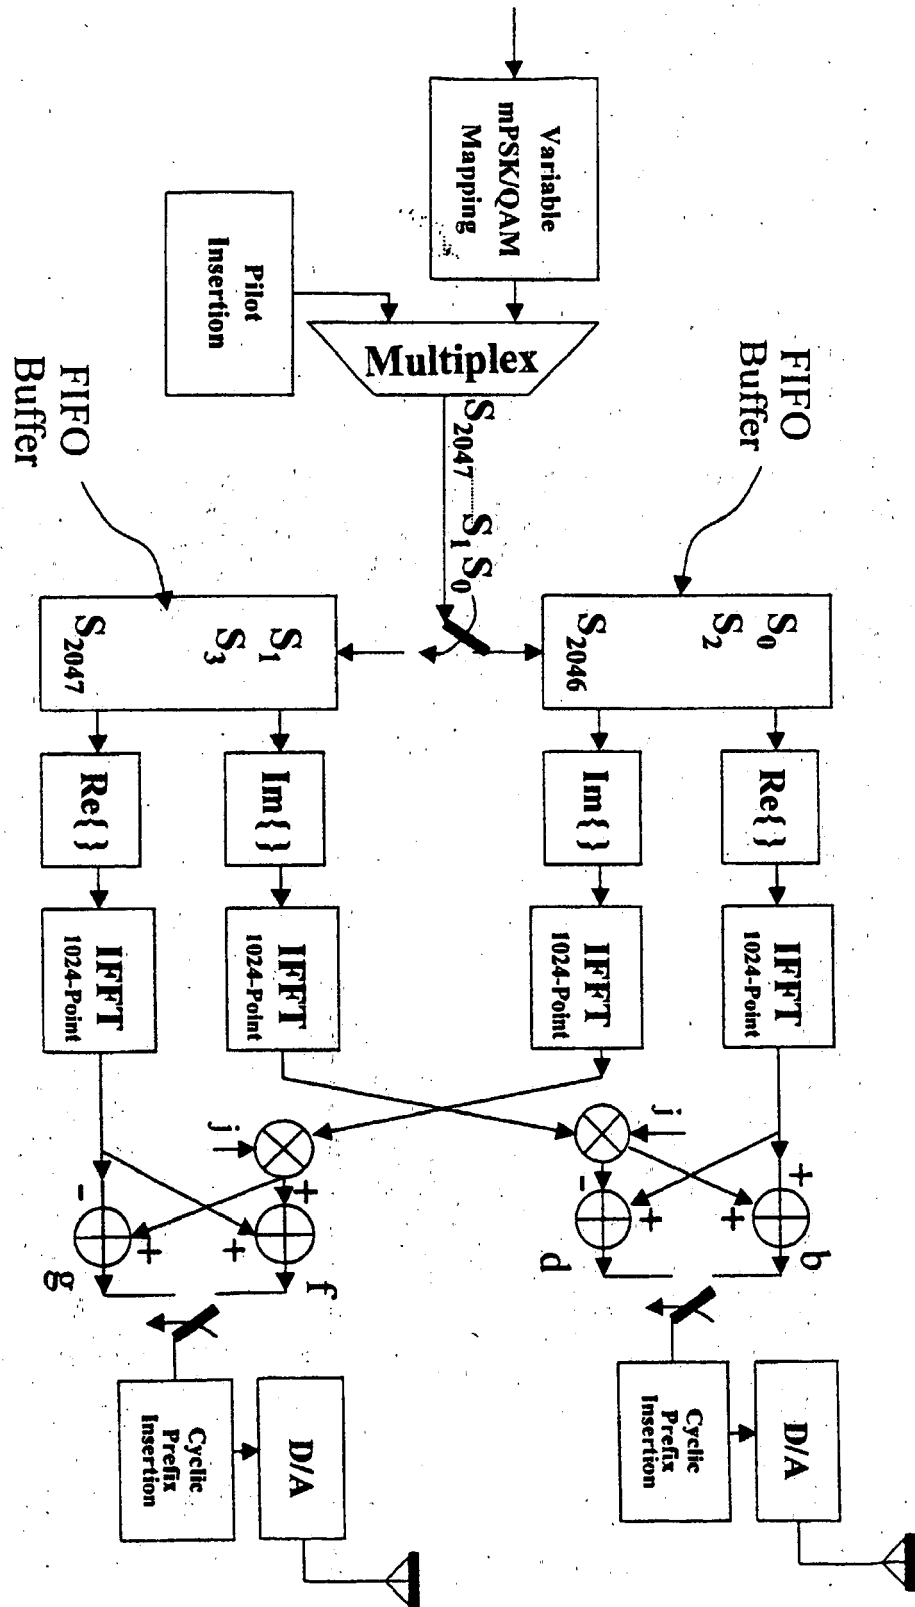 Variable
mPSK/QAM
Mapping
Pilot
Insertion
Multiplex
S2047 S1 S0
FIFO
Buffer
FIFO
Buffer
S0
S2
S2046
S1
S3
S2047
Re{ }
Im{ }
Im{ }
Re{ }
IFFT
1024-Point
IFFT
1024-Point
IFFT
1024-Point
IFFT
1024-Point
j
j
+
+
-
+
+
+
-
+
b
d
f
g
Cyclic
Prefix
Insertion
D/A
Cyclic
Prefix
Insertion
D/A